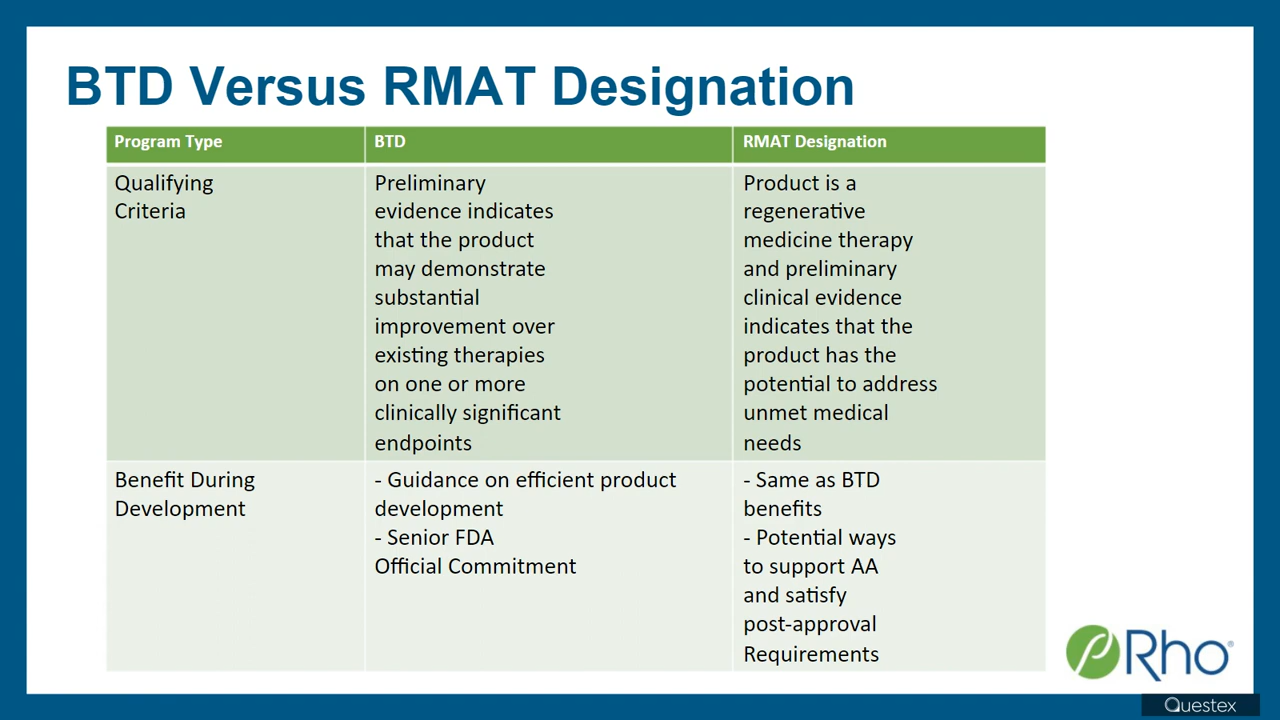 BTD Versus RMAT Designation
Program Type
BTD
RMAT Designation
Qualifying
Criteria
Preliminary
evidence indicates
that the product
may demonstrate
substantial
improvement over
existing therapies
on one or more
clinically significant
endpoints
Product is a
regenerative
medicine therapy
and preliminary
clinical evidence
indicates that the
product has the
potential to address
unmet medical
needs
Benefit During
Development
- Guidance on efficient product
development
- Senior FDA
Official Commitment
- Same as BTD
benefits
- Potential ways
to support AA
and satisfy
post-approval
Requirements
Rho®
Questex